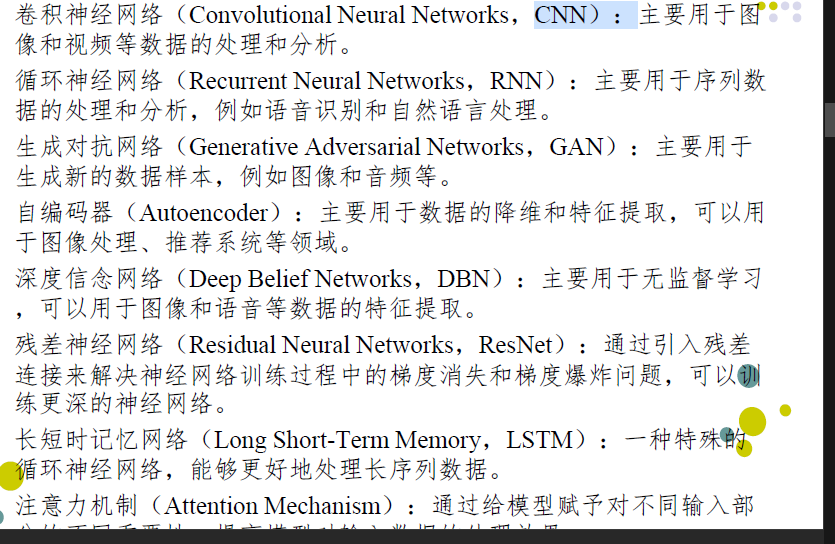 卷积神经网络（Convolutional Neural Networks，CNN）：主要用于图
像和视频等数据的处理和分析。
循环神经网络（Recurrent Neural Networks，RNN）：主要用于序列数
据的处理和分析，例如语音识别和自然语言处理。
生成对抗网络（Generative Adversarial Networks，GAN）：主要用于
生成新的数据样本，例如图像和音频等。
自编码器（Autoencoder）：主要用于数据的降维和特征提取，可以用
于图像处理、推荐系统等领域。
深度信念网络（Deep Belief Networks，DBN）：主要用于无监督学习
，可以用于图像和语音等数据的特征提取。
残差神经网络（Residual Neural Networks，ResNet）：通过引入残差
连接来解决神经网络训练过程中的梯度消失和梯度爆炸问题，可以训
练更深的神经网络。
长短时记忆网络（Long Short-Term Memory，LSTM）：一种特殊的
循环神经网络，能够更好地处理长序列数据。
注意力机制（Attention Mechanism）：通过给模型赋予对不同输入部